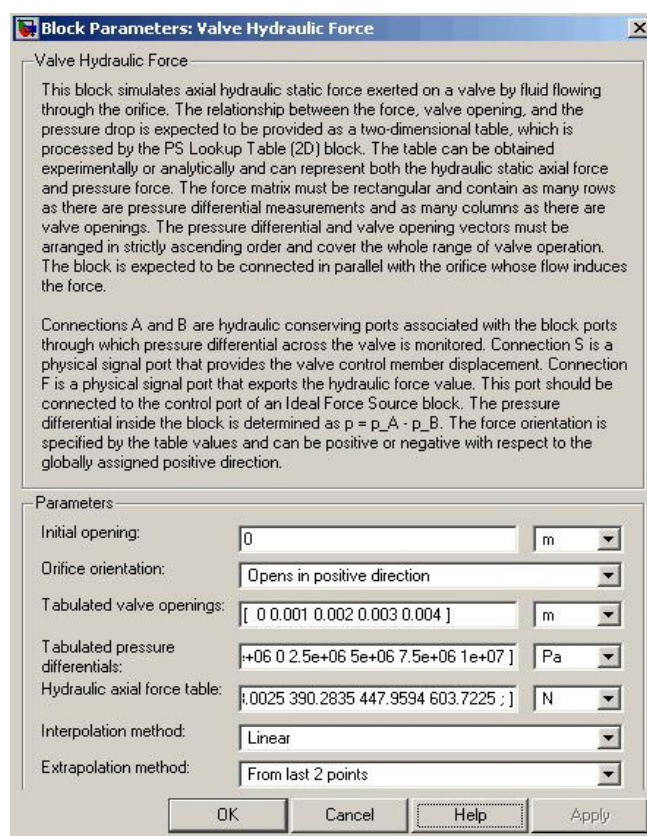 Block Parameters: Valve Hydraulic Force
Valve Hydraulic Force
This block simulates axial hydraulic static force exerted on a valve by fluid flowing
through the orifice. The relationship between the force, valve opening, and the
pressure drop is expected to be provided as a two-dimensional table, which is
processed by the PS Lookup Table (2D) block. The table can be obtained
experimentally or analytically and can represent both the hydraulic static axial force
and pressure force. The force matrix must be rectangular and contain as many rows
as there are pressure differential measurements and as many columns as there are
valve openings. The pressure differential and valve opening vectors must be
arranged in strictly ascending order and cover the whole range of valve operation.
The block is expected to be connected in parallel with the orifice whose flow induces
the force.
Connections A and B are hydraulic conserving ports associated with the block ports
through which pressure differential across the valve is monitored. Connection S is a
physical signal port that provides the valve control member displacement. Connection
F is a physical signal port that exports the hydraulic force value. This port should be
connected to the control port of an Ideal Force Source block. The pressure
differential inside the block is determined as p = p_A - p_B. The force orientation is
specified by the table values and can be positive or negative with respect to the
globally assigned positive direction.
Parameters
Initial opening: 0 m
Orifice orientation: Opens in positive direction
Tabulated valve openings: [ 0 0.001 0.002 0.003 0.004 ] m
Tabulated pressure
differentials: +06 0 2.5e+06 5e+06 7.5e+06 1e+07 ] Pa
Hydraulic axial force table: .0025 390.2835 447.9594 603.7225 ; ] N
Interpolation method: Linear
Extrapolation method: From last 2 points
OK Cancel Help Apply